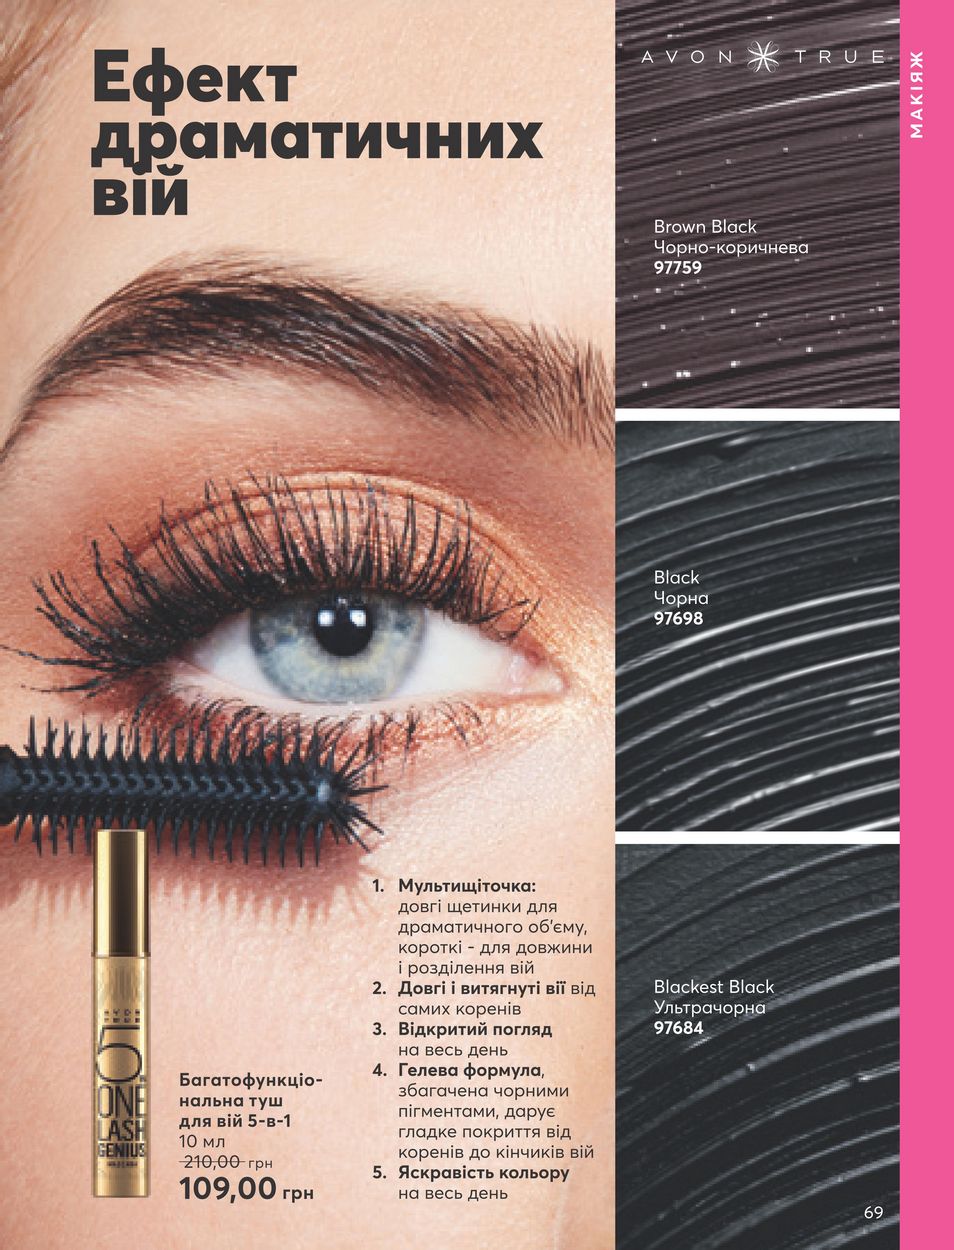 Ефект
драматичних
вій
AVON TRUE
МАКІЯЖ
Brown Black
Чорно-коричнева
97759
Black
Чорна
97698
Blackest Black
Ультрачорна
97684
1. Мультищіточка:
довгі щетинки для
драматичного об'єму,
короткі - для довжини
і розділення вій
2. Довгі і витягнуті вії від
самих коренів
3. Відкритий погляд
на весь день
4. Гелева формула,
збагачена чорними
пігментами, дарує
гладке покриття від
коренів до кінчиків вій
5. Яскравість кольору
на весь день
5 IN
ONE
LASH
GENIUS
MASCARA
Багатофункціо-
нальна туш
для вій 5-в-1
10 мл
210,00 грн
109,00 грн
69